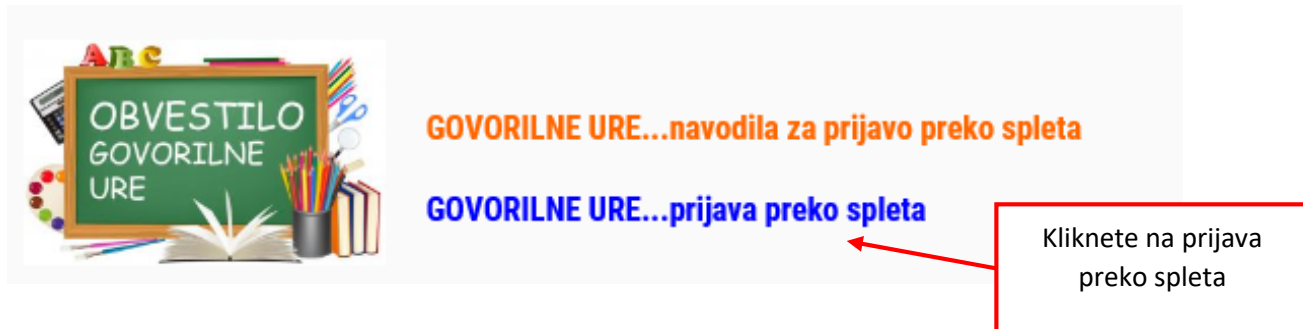 OBVESTILO
GOVORILNE
URE
GOVORILNE URE...navodila za prijavo preko spleta
GOVORILNE URE...prijava preko spleta
Kliknete na prijava
preko spleta
ABC